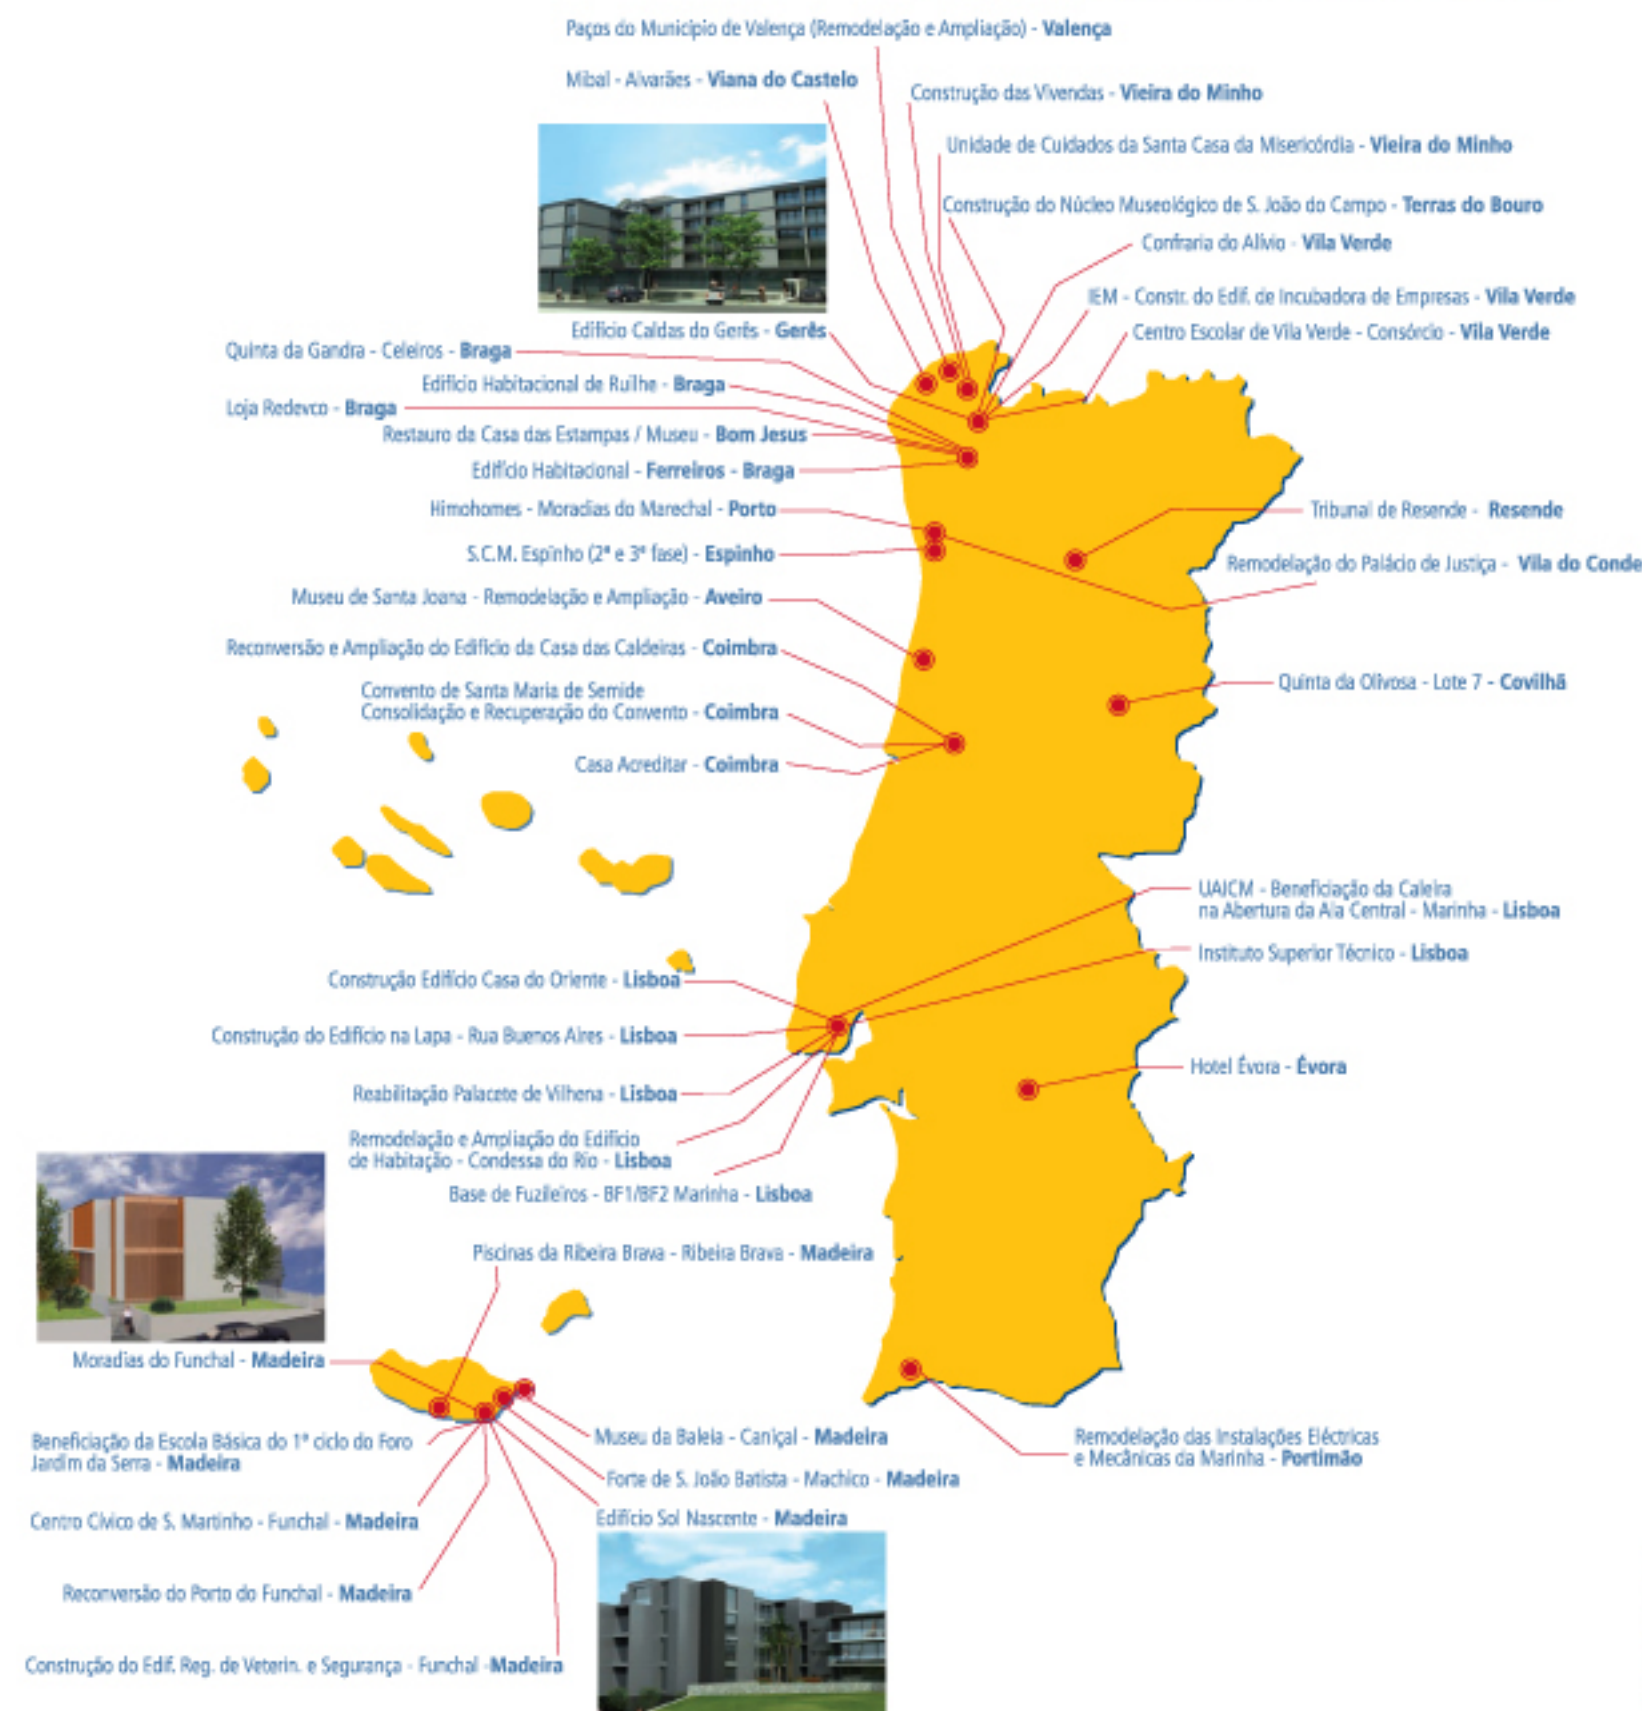 Paços do Município de Valença (Remodelação e Ampliação) - Valença
Mibal - Alvarães - Viana do Castelo
Construção das Vivendas - Vieira do Minho
Unidade de Cuidados da Santa Casa da Misericórdia - Vieira do Minho
Construção do Núcleo Museológico de S. João do Campo - Terras do Bouro
Confraria do Alívio - Vila Verde
IEM - Constr. do Edif. de Incubadora de Empresas - Vila Verde
Centro Escolar de Vila Verde - Consórcio - Vila Verde
Edifício Caldas do Gerês - Gerês
Quinta da Gandra - Celeiros - Braga
Edifício Habitacional de Ruilhe - Braga
Loja Redevco - Braga
Restauro da Casa das Estampas / Museu - Bom Jesus
Edifício Habitacional - Ferreiros - Braga
Himohomes - Moradias do Marechal - Porto
S.C.M. Espinho (2ª e 3ª fase) - Espinho
Tribunal de Resende - Resende
Remodelação do Palácio de Justiça - Vila do Conde
Museu de Santa Joana - Remodelação e Ampliação - Aveiro
Reconversão e Ampliação do Edifício da Casa das Caldeiras - Coimbra
Convento de Santa Maria de Semide
Consolidação e Recuperação do Convento - Coimbra
Casa Acreditar - Coimbra
Quinta da Olivosa - Lote 7 - Covilhã
UAICM - Beneficiação da Caleira
na Abertura da Ala Central - Marinha - Lisboa
Instituto Superior Técnico - Lisboa
Construção Edifício Casa do Oriente - Lisboa
Construção do Edifício na Lapa - Rua Buenos Aires - Lisboa
Reabilitação Palacete de Vilhena - Lisboa
Remodelação e Ampliação do Edifício
de Habitação - Condessa do Rio - Lisboa
Base de Fuzileiros - BF1/BF2 Marinha - Lisboa
Hotel Évora - Évora
Piscinas da Ribeira Brava - Ribeira Brava - Madeira
Moradias do Funchal - Madeira
Beneficiação da Escola Básica do 1º ciclo do Foro
Jardim da Serra - Madeira
Centro Cívico de S. Martinho - Funchal - Madeira
Reconversão do Porto do Funchal - Madeira
Construção do Edif. Reg. de Veterin. e Segurança - Funchal -Madeira
Museu da Baleia - Caniçal - Madeira
Forte de S. João Batista - Machico - Madeira
Edifício Sol Nascente - Madeira
Remodelação das Instalações Eléctricas
e Mecânicas da Marinha - Portimão